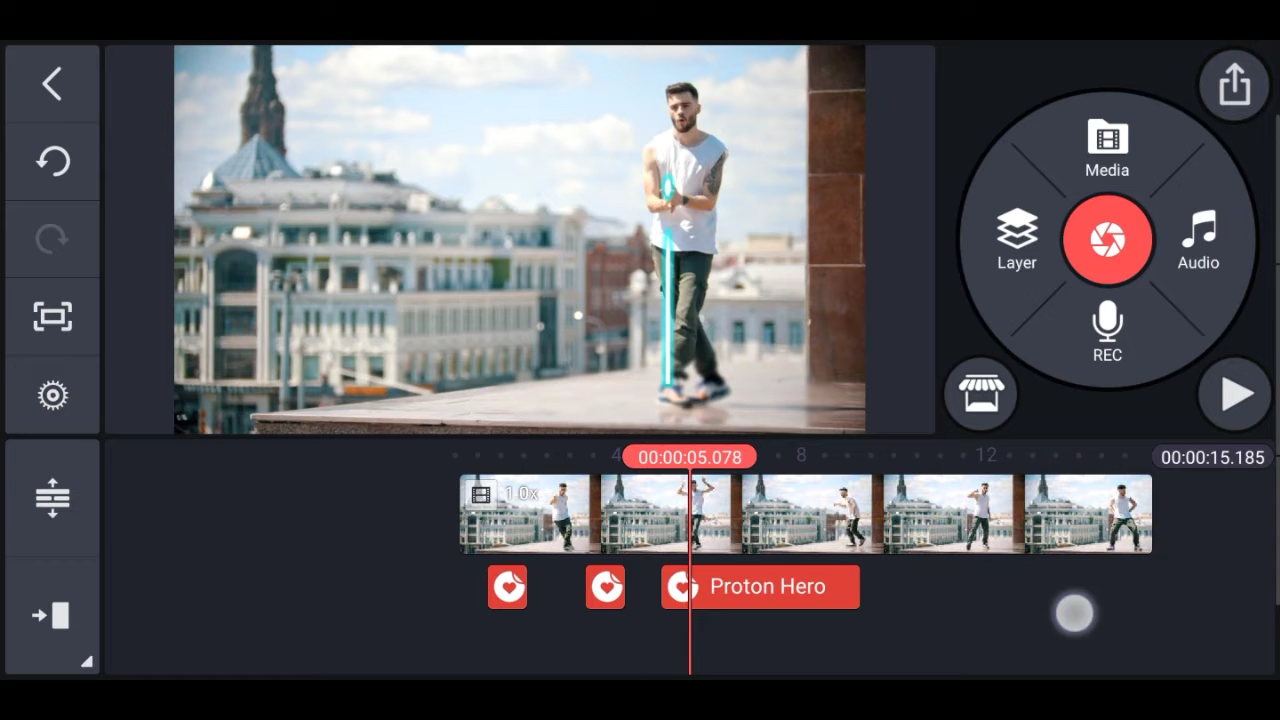 Media
Layer
Audio
REC
4
00:00:05.078
8
12
00:00:15.185
1.0x
Proton Hero